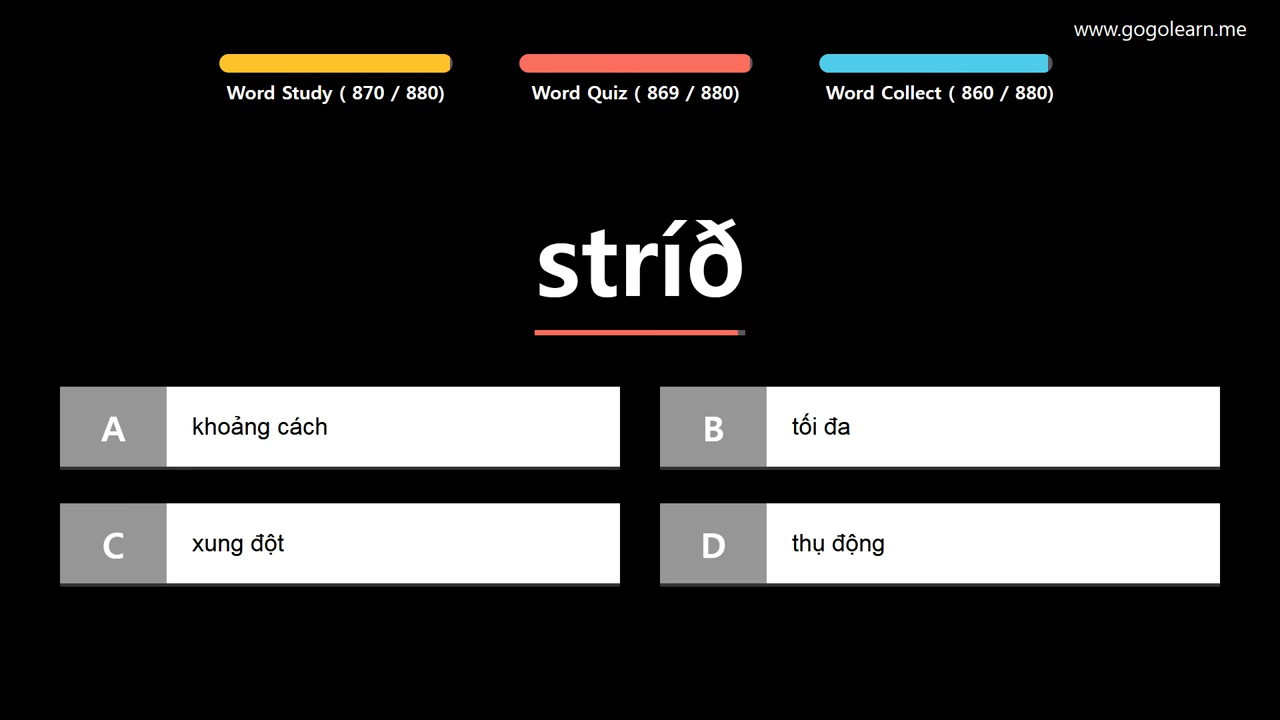 www.gogolearn.me
Word Study ( 870 / 880)
Word Quiz ( 869 / 880)
Word Collect ( 860 / 880)
stríð
A khoảng cách
B tối đa
C xung đột
D thụ động